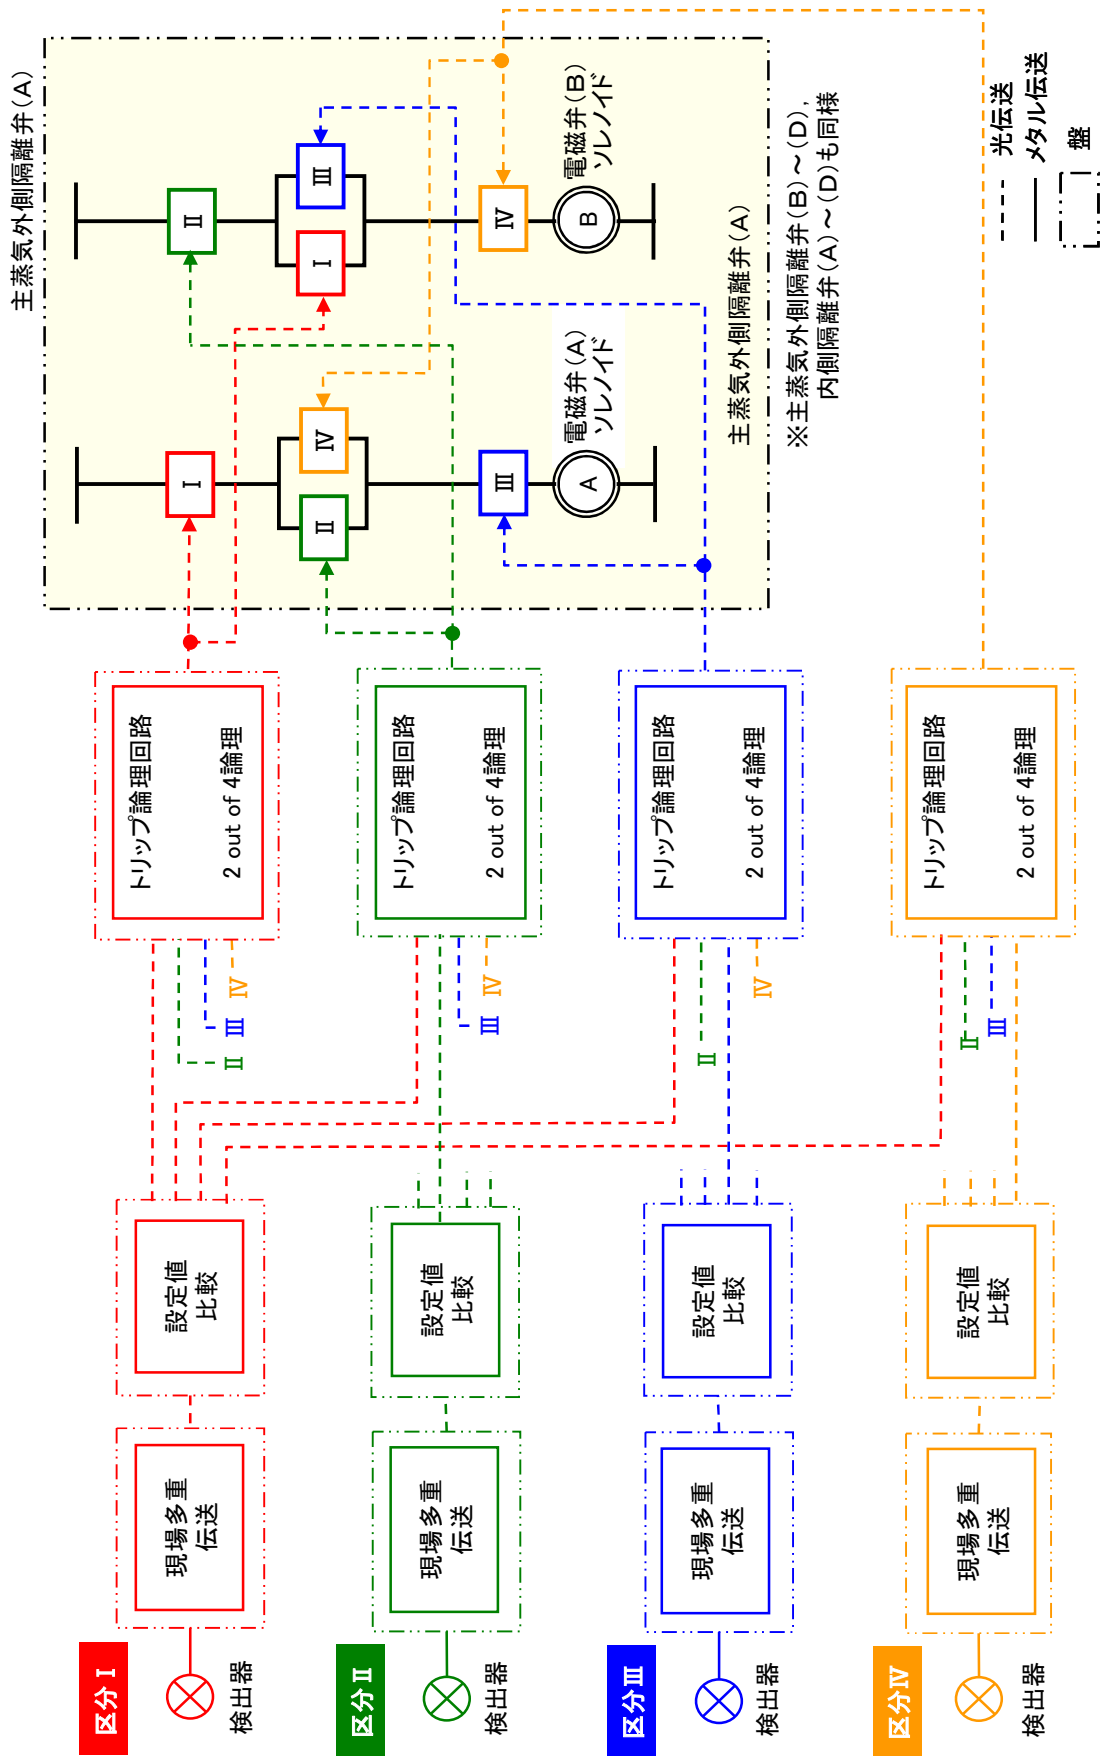 区分Ⅰ
検出器
現場多重
伝送
設定値
比較
トリップ論理回路
2 out of 4論理
Ⅱ
Ⅲ
Ⅳ
区分Ⅱ
検出器
現場多重
伝送
設定値
比較
トリップ論理回路
2 out of 4論理
Ⅲ
Ⅳ
区分Ⅲ
検出器
現場多重
伝送
設定値
比較
トリップ論理回路
2 out of 4論理
Ⅱ
Ⅳ
区分Ⅳ
検出器
現場多重
伝送
設定値
比較
トリップ論理回路
2 out of 4論理
Ⅱ
Ⅲ
主蒸気外側隔離弁(A)
Ⅰ
Ⅱ
Ⅳ
Ⅲ
A
電磁弁(A)
ソレノイド
Ⅱ
Ⅰ
Ⅲ
Ⅳ
B
電磁弁(B)
ソレノイド
主蒸気外側隔離弁(A)
※主蒸気外側隔離弁(B)～(D),
内側隔離弁(A)～(D)も同様
光伝送
メタル伝送
盤